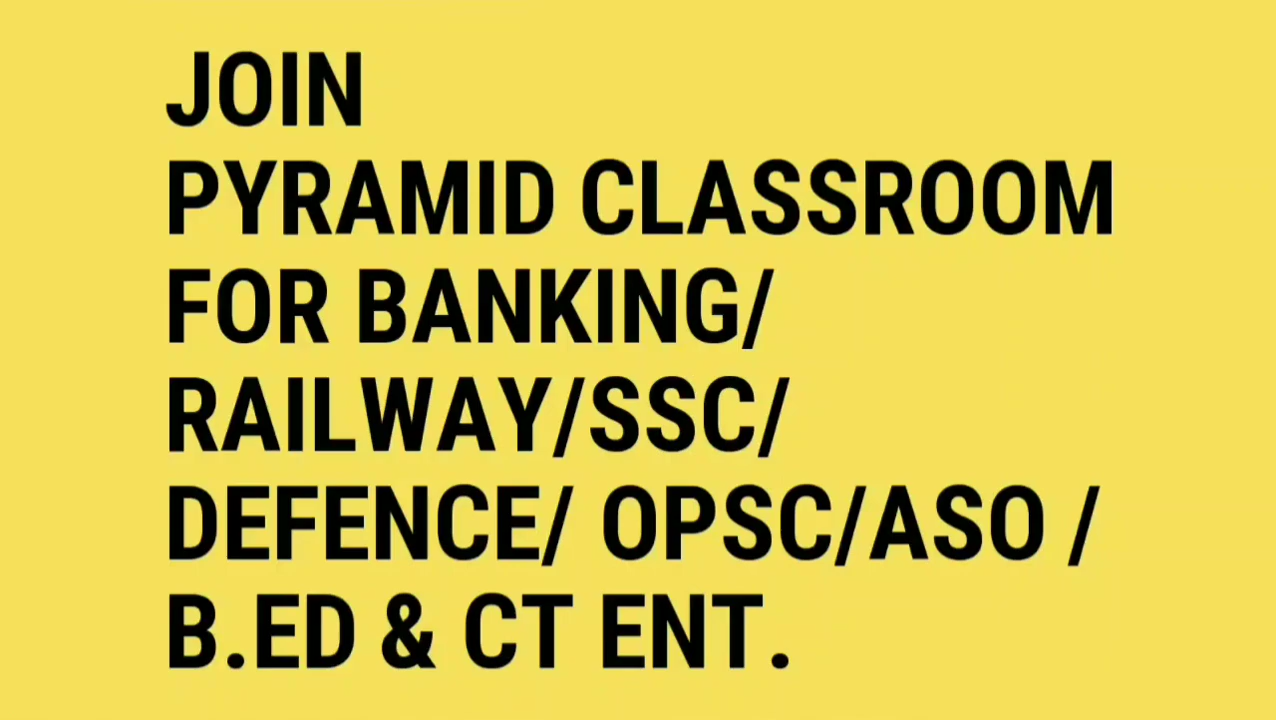 JOIN
PYRAMID CLASSROOM
FOR BANKING/
RAILWAY/SSC/
DEFENCE/ OPSC/ASO /
B.ED & CT ENT.